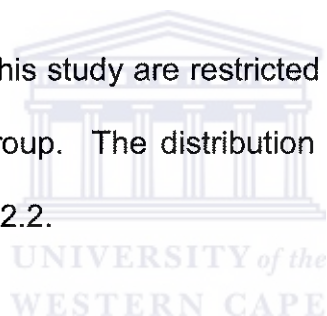 his study are restricted
roup. The distribution
2.2.
UNIVERSITY of the
WESTERN CAPE